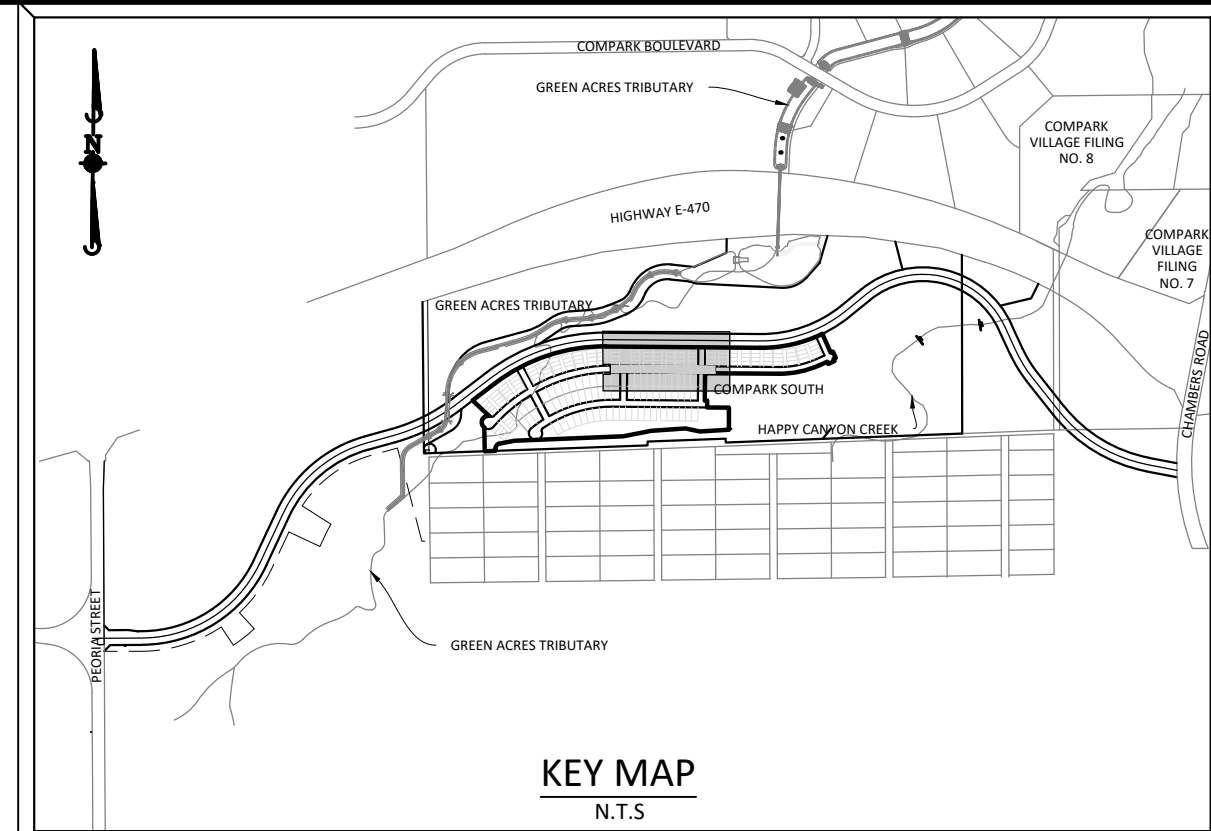 COMPARK BOULEVARD
GREEN ACRES TRIBUTARY
COMPARK
VILLAGE FILING
NO. 8
N
HIGHWAY E-470
COMPARK
VILLAGE
FILING
NO. 7
GREEN ACRES TRIBUTARY
COMPARK SOUTH
HAPPY CANYON CREEK
CHAMBERS ROAD
PEORIA STREET
GREEN ACRES TRIBUTARY
KEY MAP
N.T.S